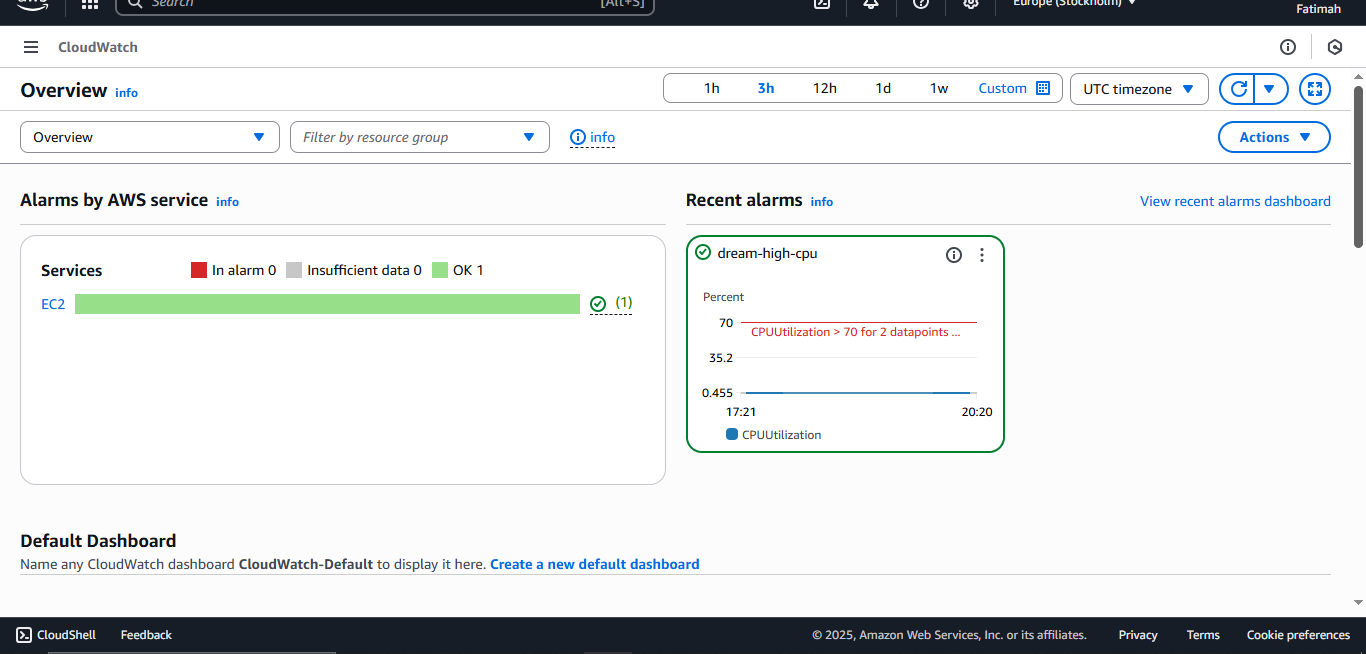 aws Search [Alt+S] Europe (Stockholm) Fatimah
CloudWatch
Overview info 1h 3h 12h 1d 1w Custom UTC timezone
Overview Filter by resource group info Actions
Alarms by AWS service info
Services In alarm 0 Insufficient data 0 OK 1
EC2 (1)
Recent alarms info View recent alarms dashboard
dream-high-cpu
Percent
70
CPUUtilization > 70 for 2 datapoints ...
35.2
0.455
17:21 20:20
CPUUtilization
Default Dashboard
Name any CloudWatch dashboard CloudWatch-Default to display it here. Create a new default dashboard
CloudShell Feedback © 2025, Amazon Web Services, Inc. or its affiliates. Privacy Terms Cookie preferences